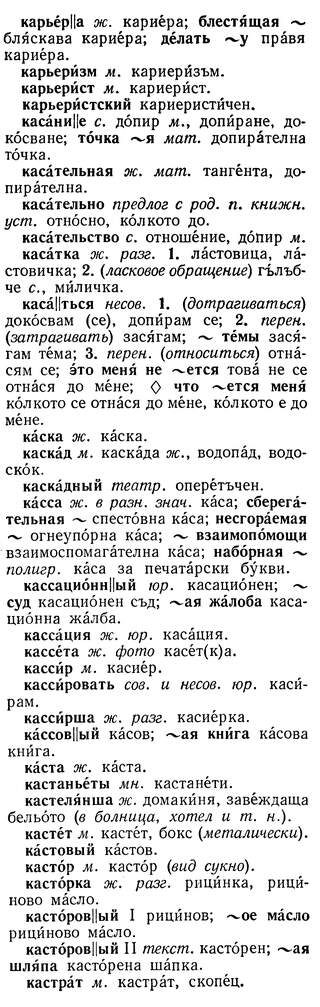 карье́р||а ж. карие́ра; блестя́щая ~
бля́скава карие́ра; де́лать ~у пра́вя
карие́ра.
карьери́зм м. кариери́зъм.
карьери́ст м. кариери́ст.
карьери́стский кариеристи́чен.
каса́ни||е с. до́пир м., допи́ране, до-
ко́сване; то́чка ~я мат. допира́телна
то́чка.
каса́тельная ж. мат. танге́нта, до-
пира́телна.
каса́тельно предлог с род. п. книжн.
уст. отно́сно, ко́лкото до.
каса́тельство с. отноше́ние, до́пир м.
каса́тка ж. разг. 1. ла́стовица, ла́-
стовичка; 2. (ласковое обращение) гъ́лъб-
че с., ми́личка.
каса́||ться несов. 1. (дотрагиваться)
доко́свам (се), допи́рам се; 2. перен.
(затрагивать) зася́гам; ~ те́мы зася́-
гам те́ма; 3. перен. (относиться) отна́-
сям се; э́то меня́ не ~ется това́ не се
отна́ся до ме́не; ◊ что ~ется меня́
ко́лкото се отна́ся до ме́не, ко́лкото е до
ме́не.
ка́ска ж. ка́ска.
каска́д м. каска́да ж., водопа́д, водо-
ско́к.
каска́дный театр. опере́тъчен.
ка́сса ж. в разн. знач. ка́са; сберега́-
тельная ~ спесто́вна ка́са; несгора́емая
~ огнеупо́рна ка́са; ~ взаимопо́мощи
взаимоспомага́телна ка́са; набо́рная ~
полигр. ка́са за печата́рски бу́кви.
кассацио́нн||ый юр. касацио́нен; ~
суд касацио́нен съд; ~ая жа́лоба каса-
цио́нна жа́лба.
касса́ция ж. юр. каса́ция.
кассе́та ж. фото касе́т(к)а.
касси́р м. касие́р.
касси́ровать сов. и несов. юр. каси́-
рам.
касси́рша ж. разг. касие́рка.
ка́ссов||ый ка́сов; ~ая кни́га ка́сова
кни́га.
ка́ста ж. ка́ста.
кастанье́ты мн. кастане́ти.
кастеля́нша ж. домаки́ня, заве́ждаща
бельо́то (в болница, хотел и т. н.).
касте́т м. касте́т, бокс (метали́чески).
ка́стовый ка́стов.
касто́р м. касто́р (вид сукно).
касто́рка ж. разг. рици́нка, рици́-
ново ма́сло.
касто́ров||ый I рици́нов; ~ое ма́сло
рици́ново ма́сло.
касто́ров||ый II текст. касто́рен; ~ая
шля́па касто́рена ша́пка.
кастра́т м. кастра́т, скопе́ц.